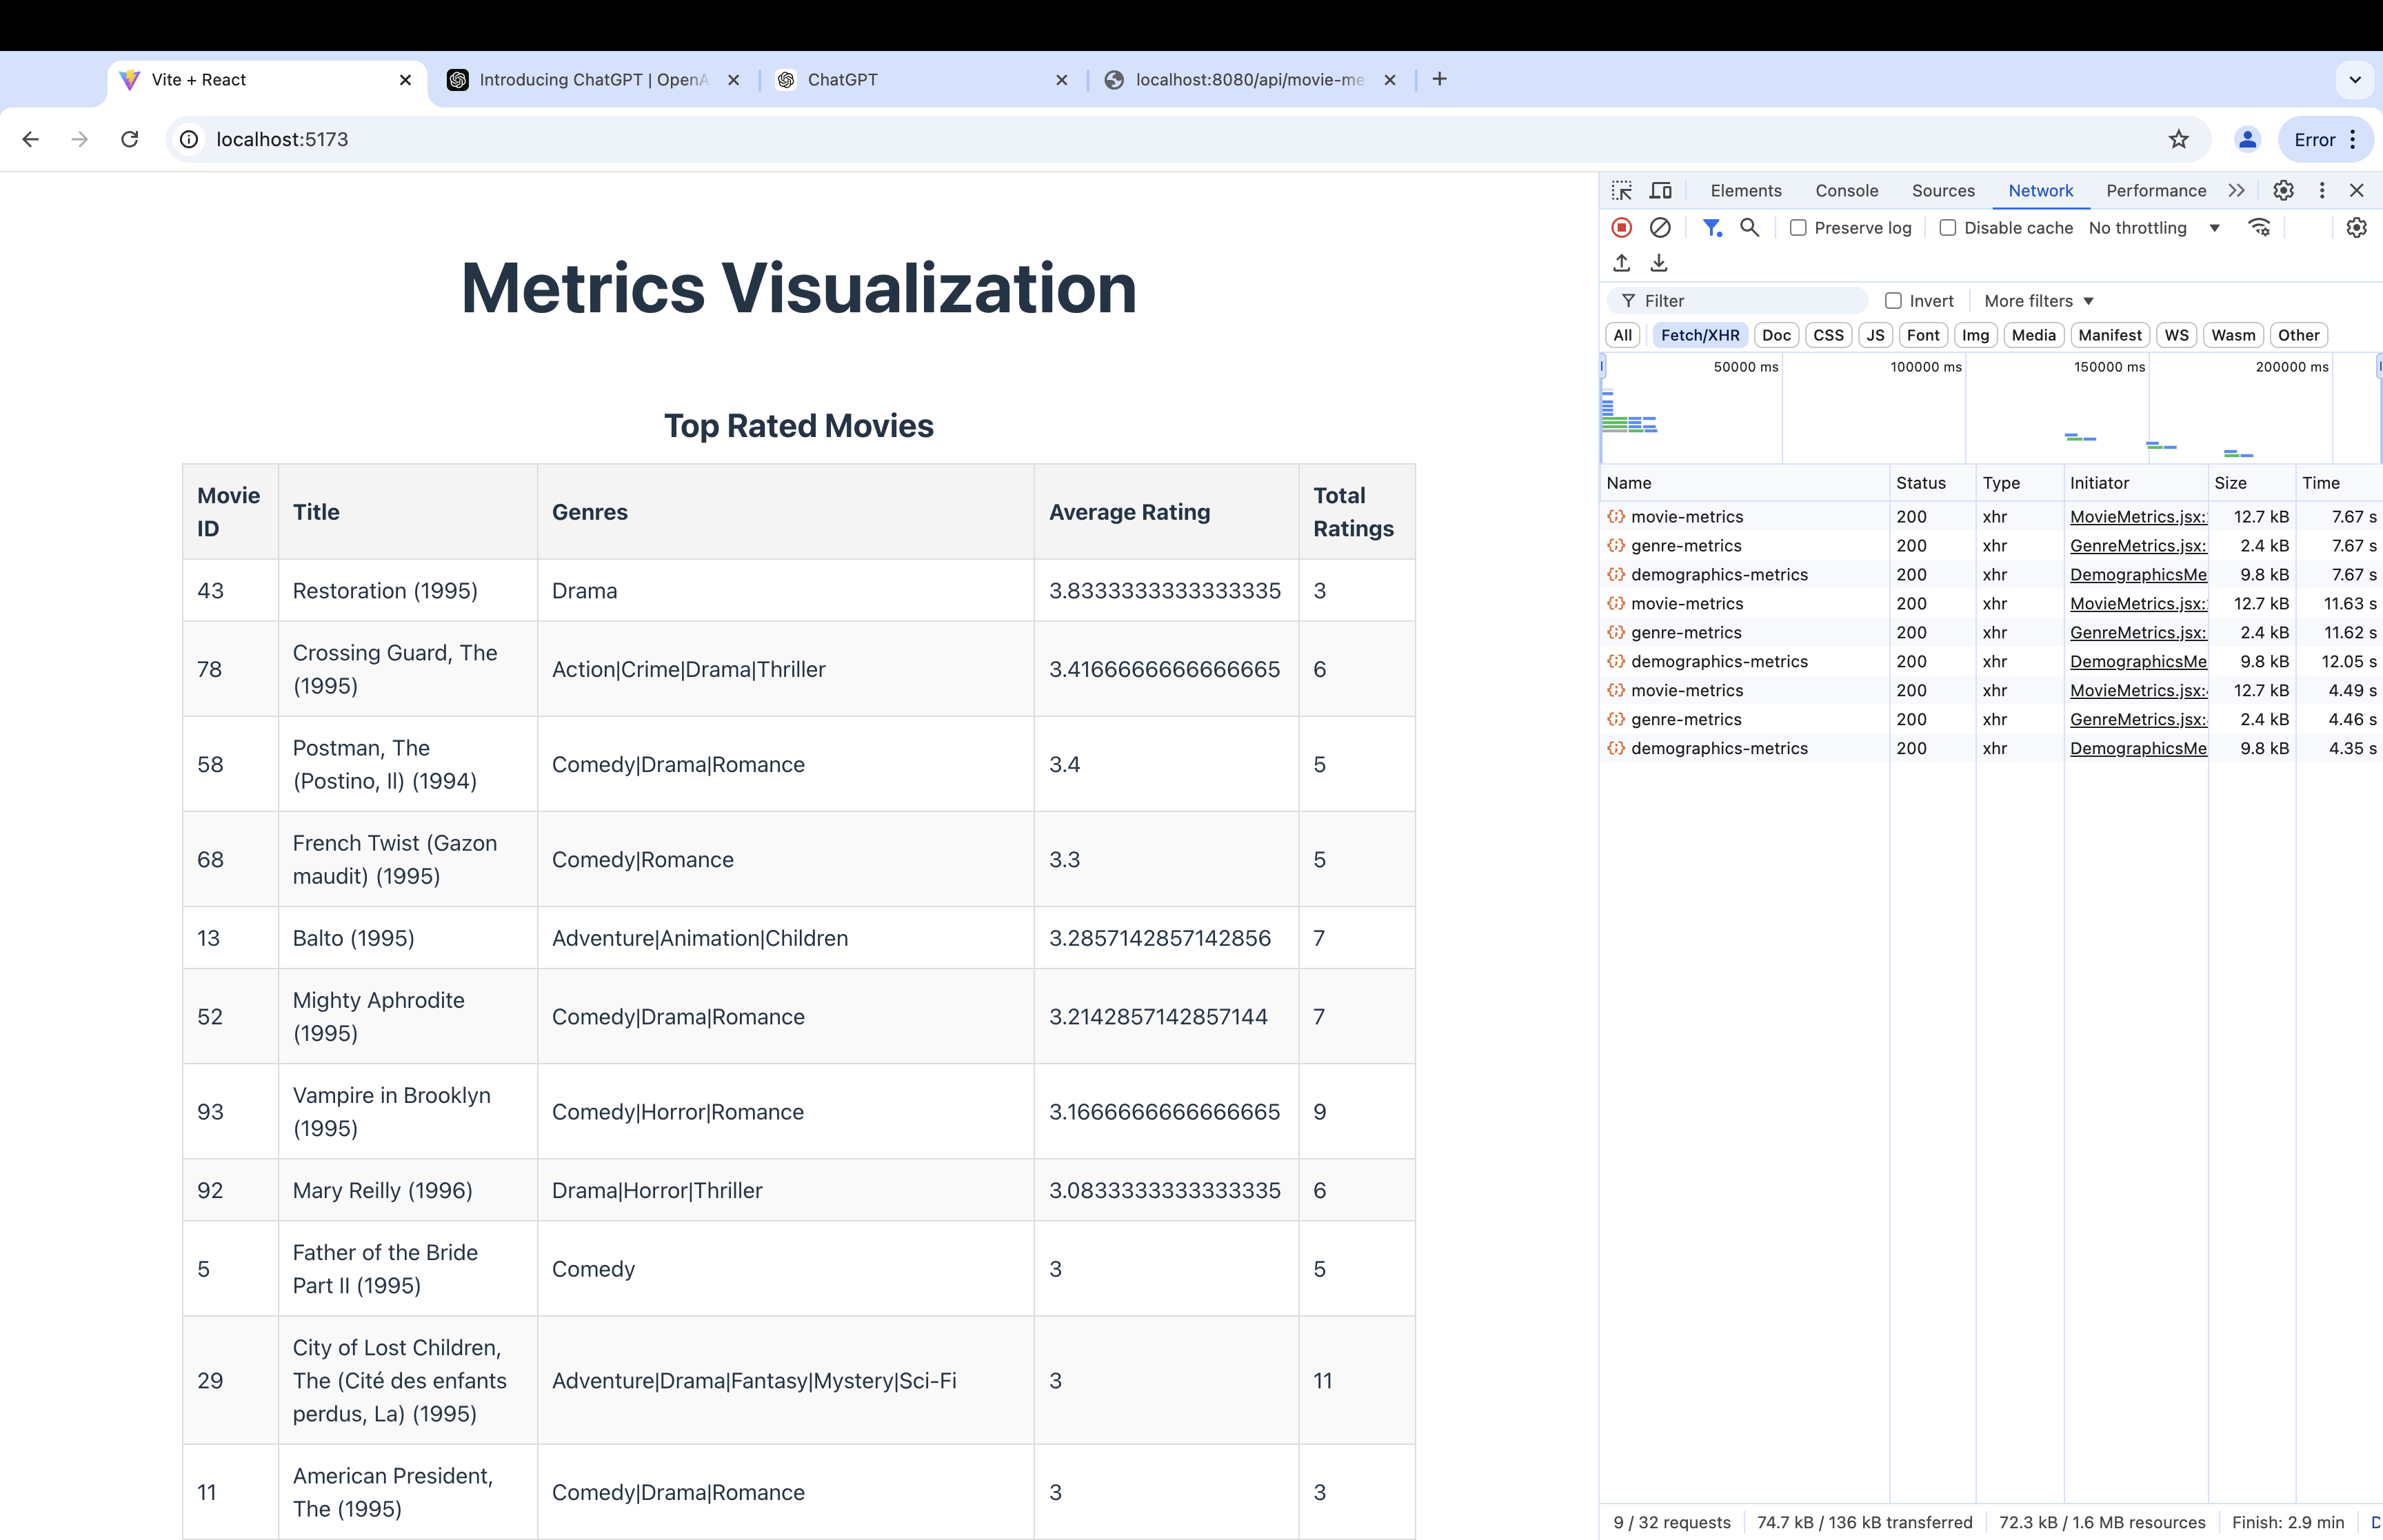 Vite + React
Introducing ChatGPT | OpenA
ChatGPT
localhost:8080/api/movie-me
localhost:5173
Error
Metrics Visualization
Top Rated Movies
Movie ID Title Genres Average Rating Total Ratings
43 Restoration (1995) Drama 3.8333333333333335 3
78 Crossing Guard, The (1995) Action|Crime|Drama|Thriller 3.4166666666666665 6
58 Postman, The (Postino, Il) (1994) Comedy|Drama|Romance 3.4 5
68 French Twist (Gazon maudit) (1995) Comedy|Romance 3.3 5
13 Balto (1995) Adventure|Animation|Children 3.2857142857142856 7
52 Mighty Aphrodite (1995) Comedy|Drama|Romance 3.2142857142857144 7
93 Vampire in Brooklyn (1995) Comedy|Horror|Romance 3.1666666666666665 9
92 Mary Reilly (1996) Drama|Horror|Thriller 3.0833333333333335 6
5 Father of the Bride Part II (1995) Comedy 3 5
29 City of Lost Children, The (Cité des enfants perdus, La) (1995) Adventure|Drama|Fantasy|Mystery|Sci-Fi 3 11
11 American President, The (1995) Comedy|Drama|Romance 3 3
Elements Console Sources Network Performance
Preserve log Disable cache No throttling
Filter Invert More filters
All Fetch/XHR Doc CSS JS Font Img Media Manifest WS Wasm Other
50000 ms 100000 ms 150000 ms 200000 ms
Name Status Type Initiator Size Time
movie-metrics 200 xhr MovieMetrics.jsx: 12.7 kB 7.67 s
genre-metrics 200 xhr GenreMetrics.jsx: 2.4 kB 7.67 s
demographics-metrics 200 xhr DemographicsMe 9.8 kB 7.67 s
movie-metrics 200 xhr MovieMetrics.jsx: 12.7 kB 11.63 s
genre-metrics 200 xhr GenreMetrics.jsx: 2.4 kB 11.62 s
demographics-metrics 200 xhr DemographicsMe 9.8 kB 12.05 s
movie-metrics 200 xhr MovieMetrics.jsx: 12.7 kB 4.49 s
genre-metrics 200 xhr GenreMetrics.jsx: 2.4 kB 4.46 s
demographics-metrics 200 xhr DemographicsMe 9.8 kB 4.35 s
9 / 32 requests 74.7 kB / 136 kB transferred 72.3 kB / 1.6 MB resources Finish: 2.9 min D